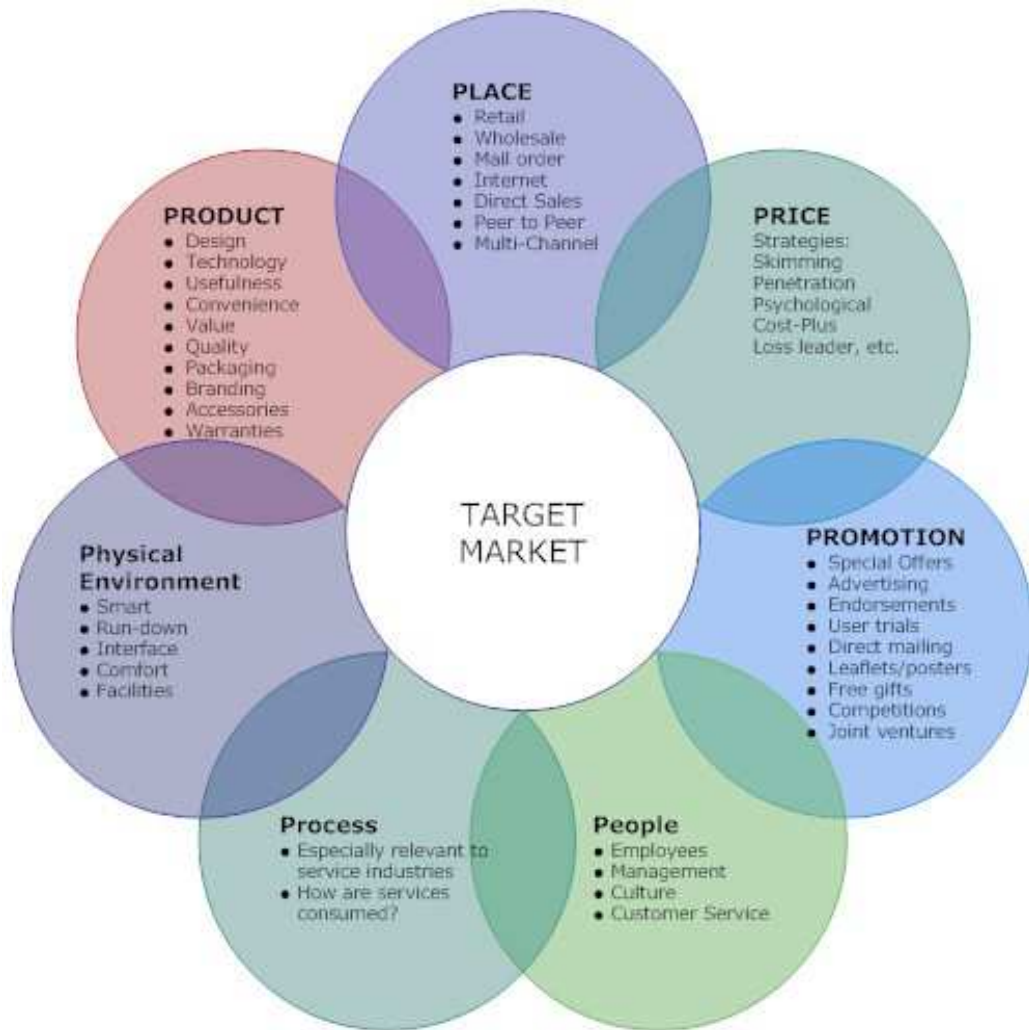 PLACE
● Retail
● Wholesale
● Mail order
● Internet
● Direct Sales
● Peer to Peer
● Multi-Channel
PRODUCT
● Design
● Technology
● Usefulness
● Convenience
● Value
● Quality
● Packaging
● Branding
● Accessories
● Warranties
PRICE
Strategies:
Skimming
Penetration
Psychological
Cost-Plus
Loss leader, etc.
TARGET
MARKET
Physical
Environment
● Smart
● Run-down
● Interface
● Comfort
● Facilities
PROMOTION
● Special Offers
● Advertising
● Endorsements
● User trials
● Direct mailing
● Leaflets/posters
● Free gifts
● Competitions
● Joint ventures
Process
● Especially relevant to
service industries
● How are services
consumed?
People
● Employees
● Management
● Culture
● Customer Service